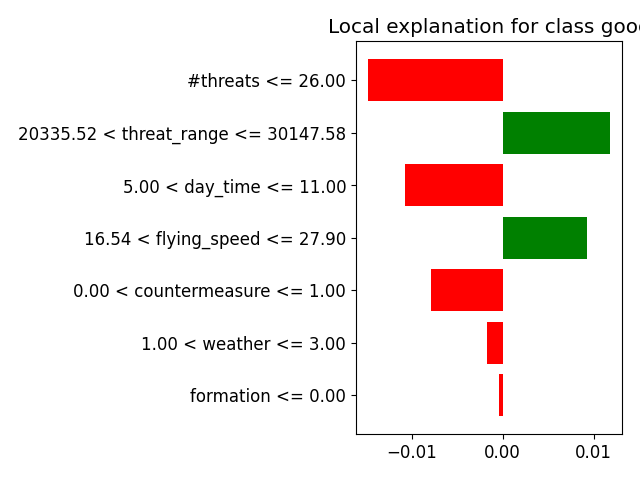 Local explanation for class goo
#threats <= 26.00
20335.52 < threat_range <= 30147.58
5.00 < day_time <= 11.00
16.54 < flying_speed <= 27.90
0.00 < countermeasure <= 1.00
1.00 < weather <= 3.00
formation <= 0.00
−0.01 0.00 0.01